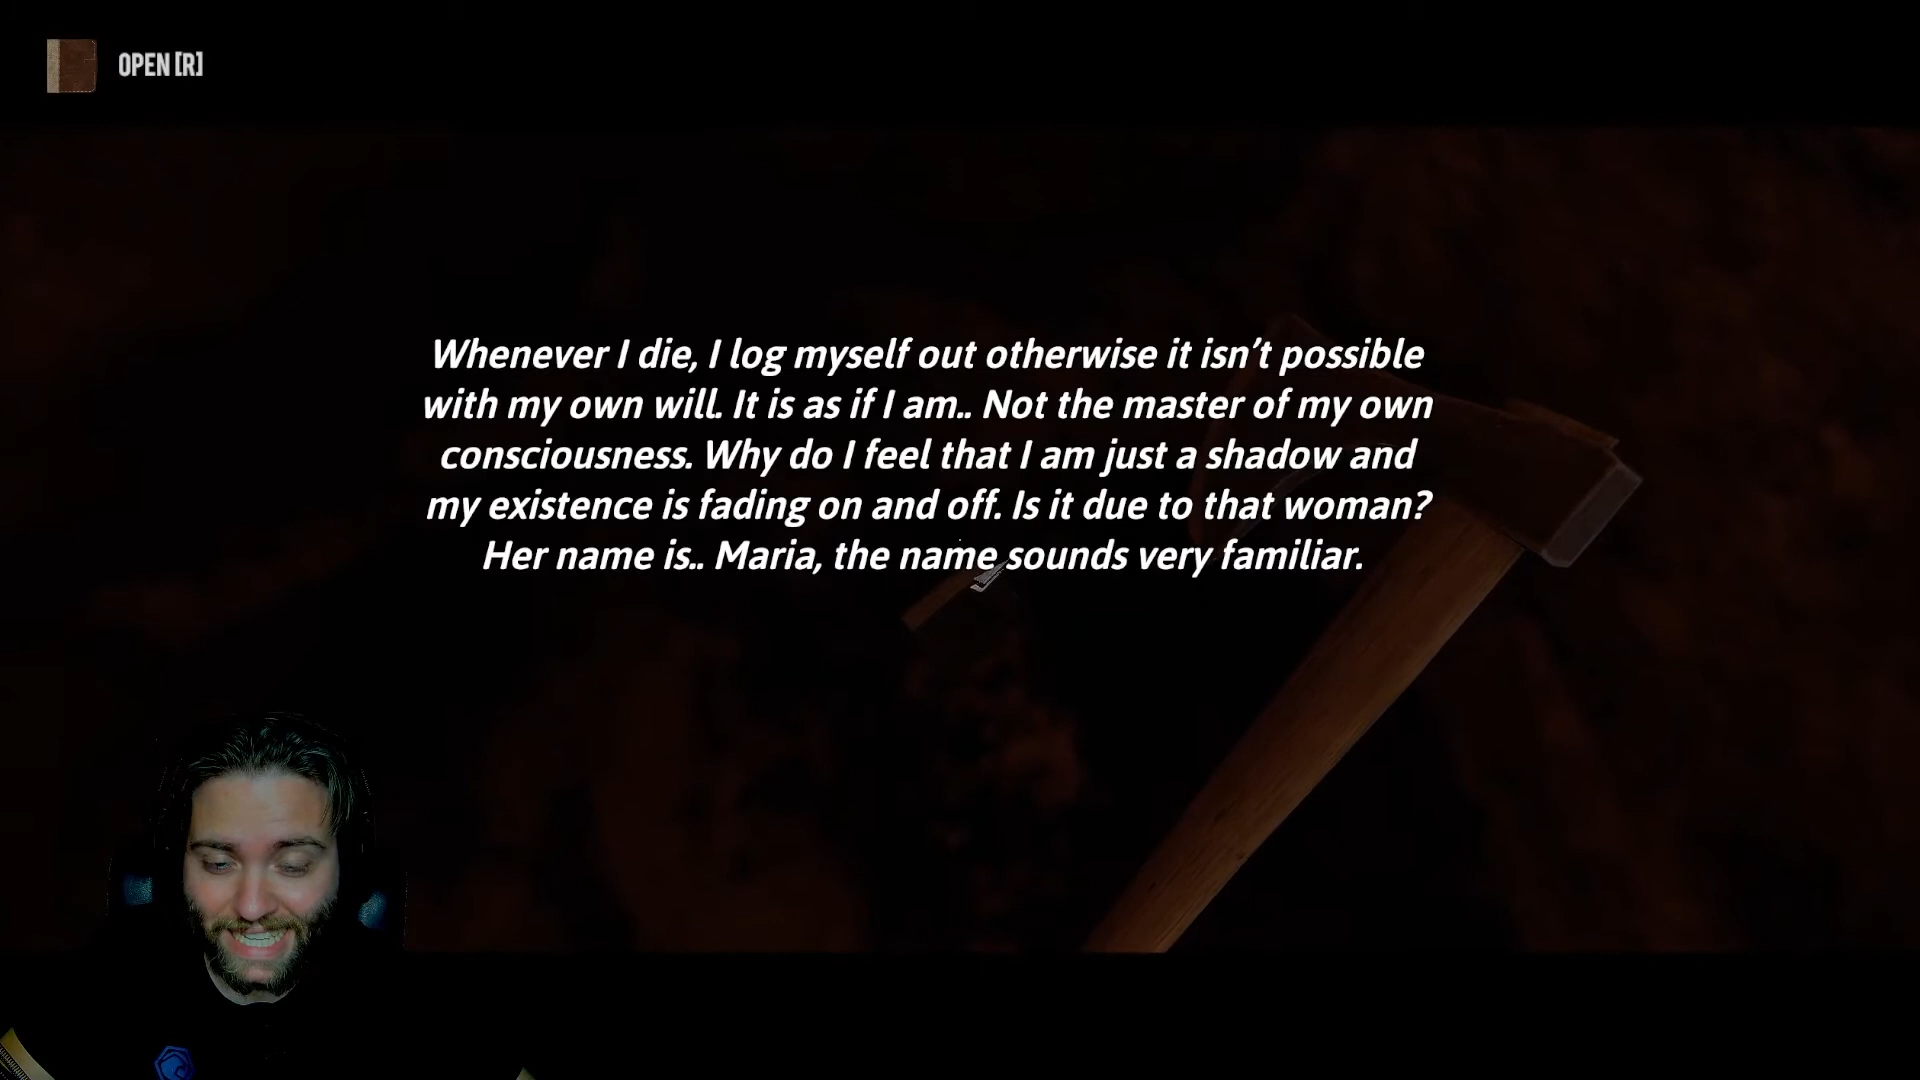 OPEN [R]
Whenever I die, I log myself out otherwise it isn’t possible
with my own will. It is as if I am.. Not the master of my own
consciousness. Why do I feel that I am just a shadow and
my existence is fading on and off. Is it due to that woman?
Her name is.. Maria, the name sounds very familiar.